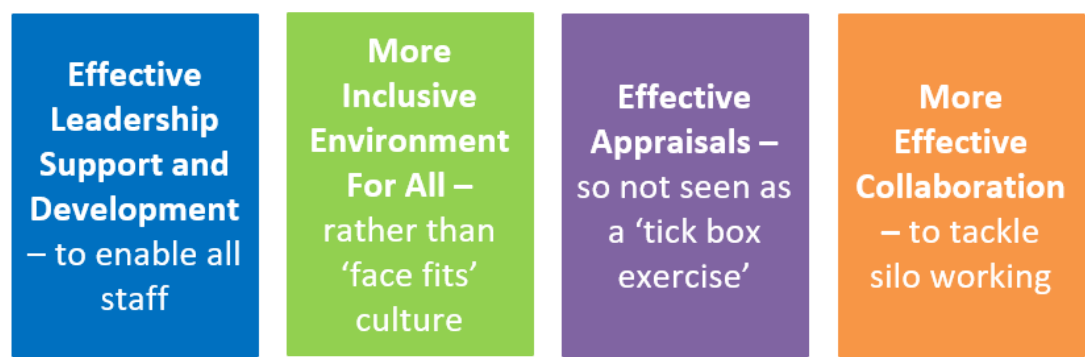 Effective
Leadership
Support and
Development
– to enable all
staff
More
Inclusive
Environment
For All –
rather than
‘face fits’
culture
Effective
Appraisals –
so not seen as
a ‘tick box
exercise’
More
Effective
Collaboration
– to tackle
silo working